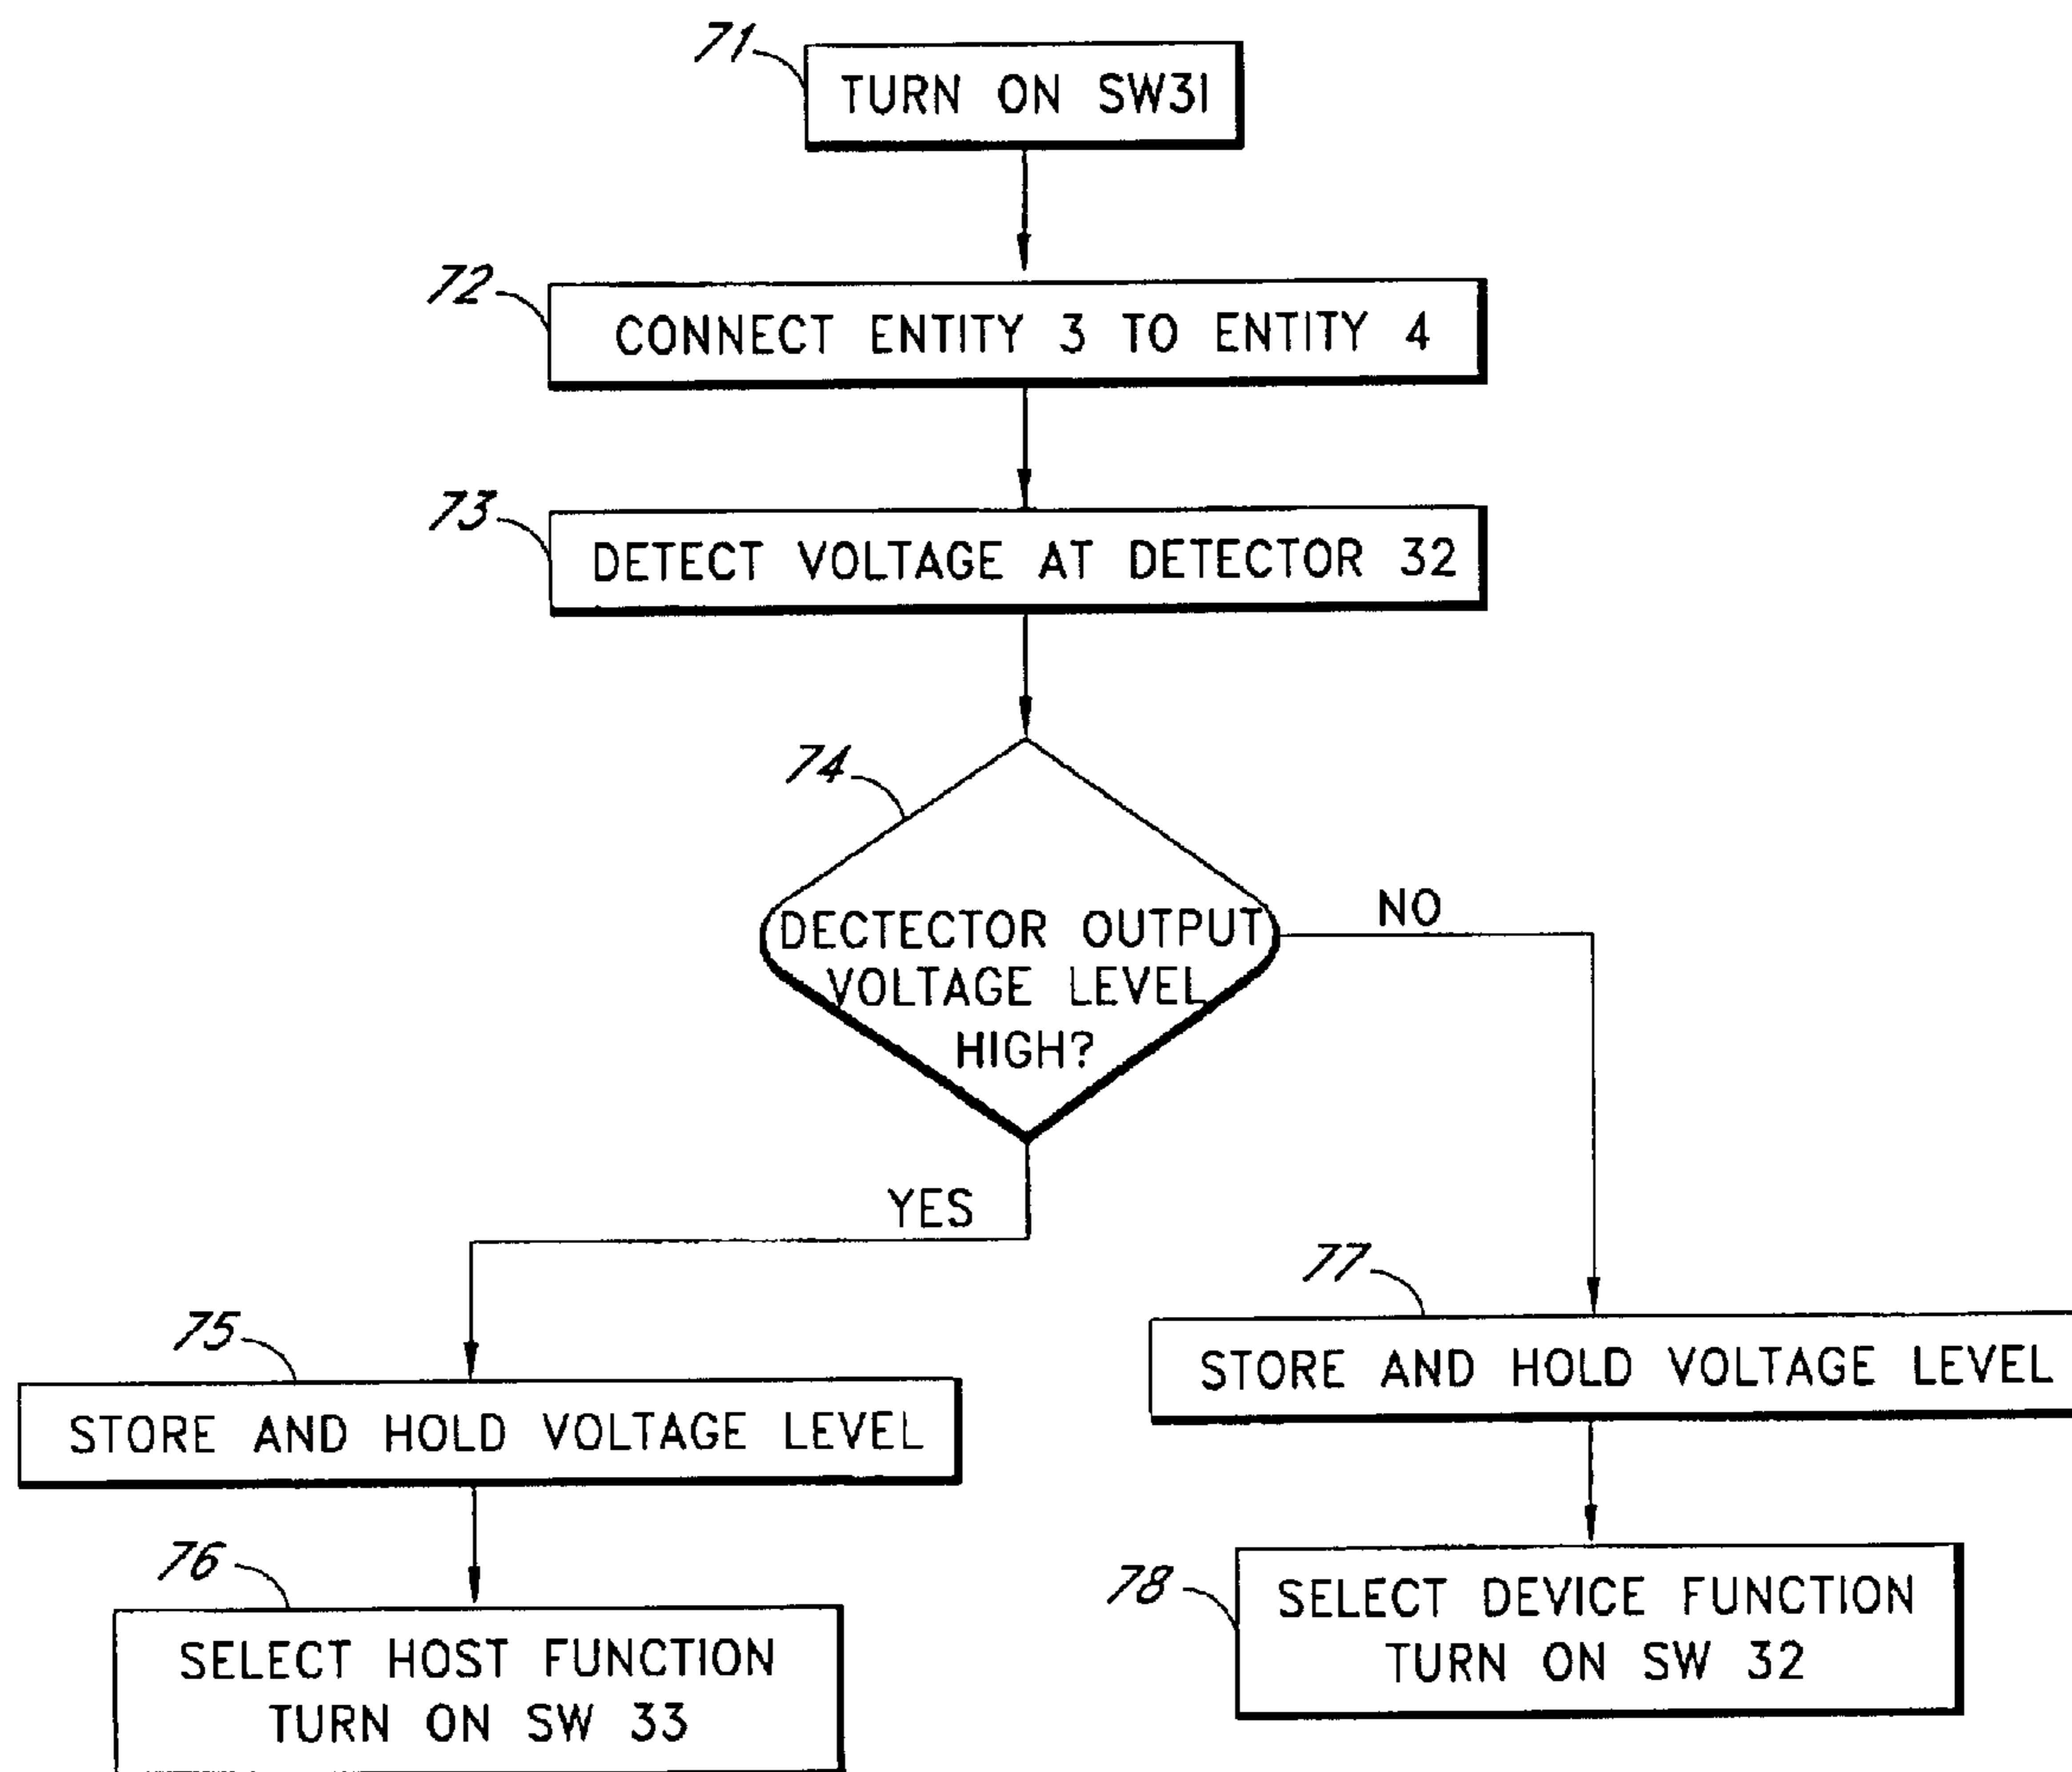 71
TURN ON SW31
72
CONNECT ENTITY 3 TO ENTITY 4
73
DETECT VOLTAGE AT DETECTOR 32
74
DECTECTOR OUTPUT
VOLTAGE LEVEL
HIGH?
NO
YES
75
STORE AND HOLD VOLTAGE LEVEL
76
SELECT HOST FUNCTION
TURN ON SW 33
77
STORE AND HOLD VOLTAGE LEVEL
78
SELECT DEVICE FUNCTION
TURN ON SW 32